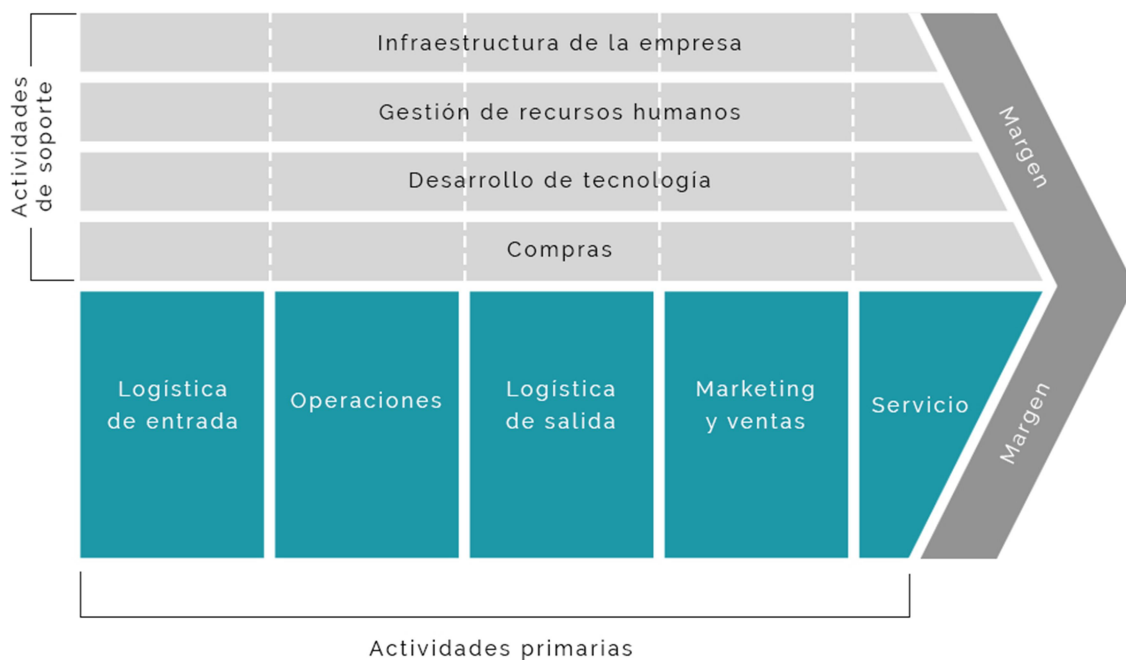 Actividades
de soporte
Infraestructura de la empresa
Gestión de recursos humanos
Desarrollo de tecnología
Compras
Margen
Logística
de entrada
Operaciones
Logística
de salida
Marketing
y ventas
Servicio
Margen
Actividades primarias